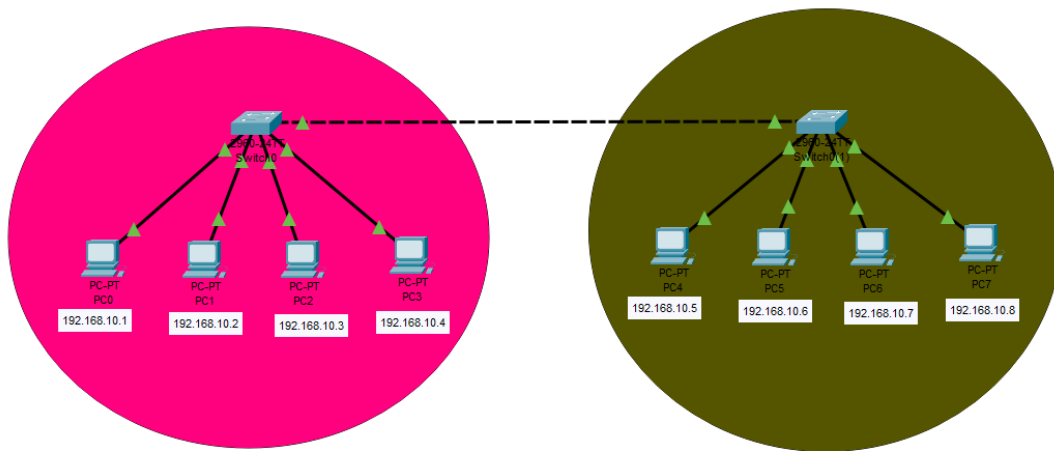 2960-24TT
Switch0
2960-24TT
Switch0(1)
PC-PT
PC0
PC-PT
PC1
PC-PT
PC2
PC-PT
PC3
PC-PT
PC4
PC-PT
PC5
PC-PT
PC6
PC-PT
PC7
192.168.10.1
192.168.10.2
192.168.10.3
192.168.10.4
192.168.10.5
192.168.10.6
192.168.10.7
192.168.10.8